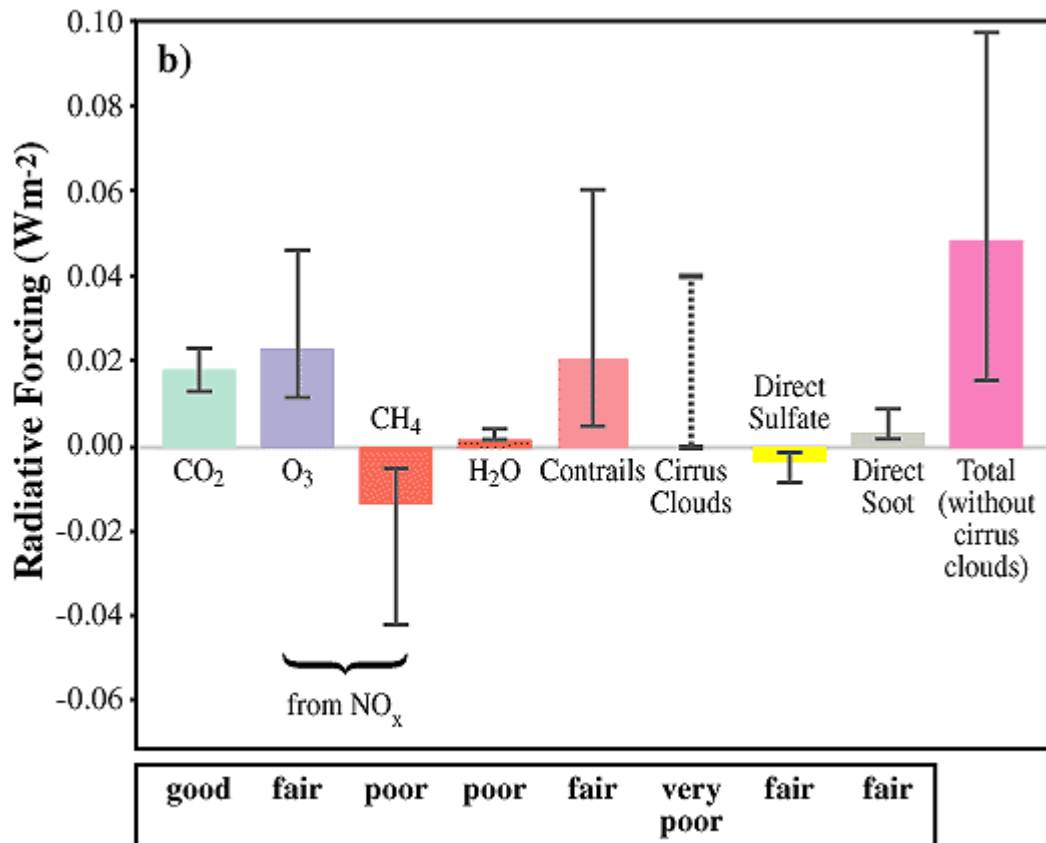 b)
Radiative Forcing (Wm-2)
0.10
0.08
0.06
0.04
0.02
0.00
-0.02
-0.04
-0.06
CO2
O3
CH4
H2O
Contrails
Cirrus
Clouds
Direct
Sulfate
Direct
Soot
Total
(without
cirrus
clouds)
from NOx
good fair poor poor fair very poor fair fair